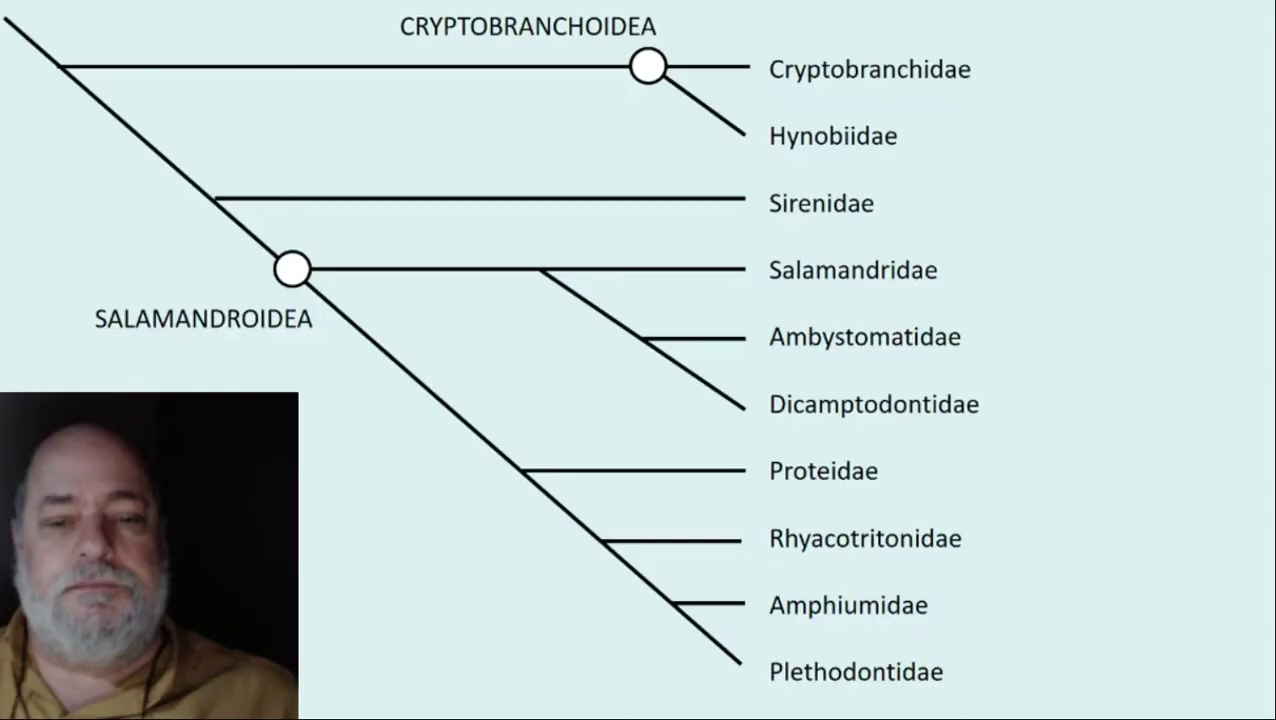 CRYPTOBRANCHOIDEA
Cryptobranchidae
Hynobiidae
Sirenidae
Salamandridae
SALAMANDROIDEA
Ambystomatidae
Dicamptodontidae
Proteidae
Rhyacotritonidae
Amphiumidae
Plethodontidae